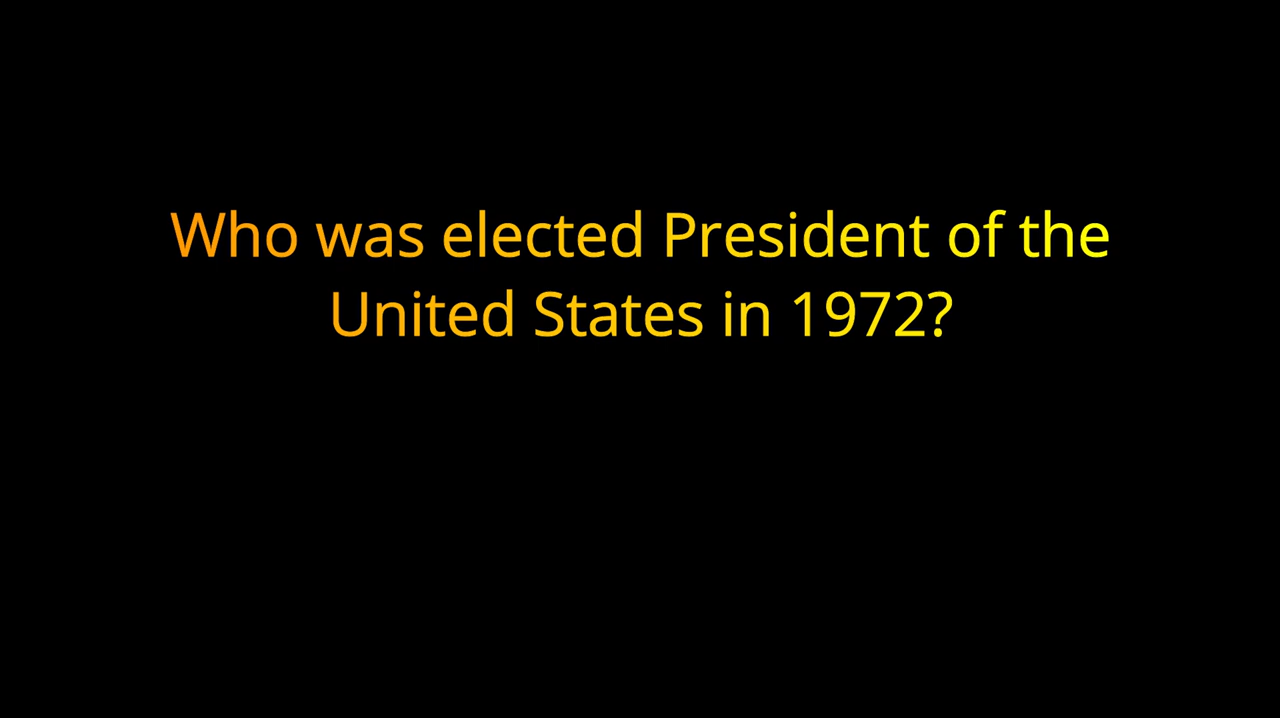 Who was elected President of the
United States in 1972?